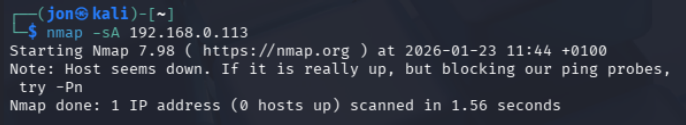 ┌──(jon㉿kali)-[~]
└─$ nmap -sA 192.168.0.113
Starting Nmap 7.98 ( https://nmap.org ) at 2026-01-23 11:44 +0100
Note: Host seems down. If it is really up, but blocking our ping probes,
 try -Pn
Nmap done: 1 IP address (0 hosts up) scanned in 1.56 seconds